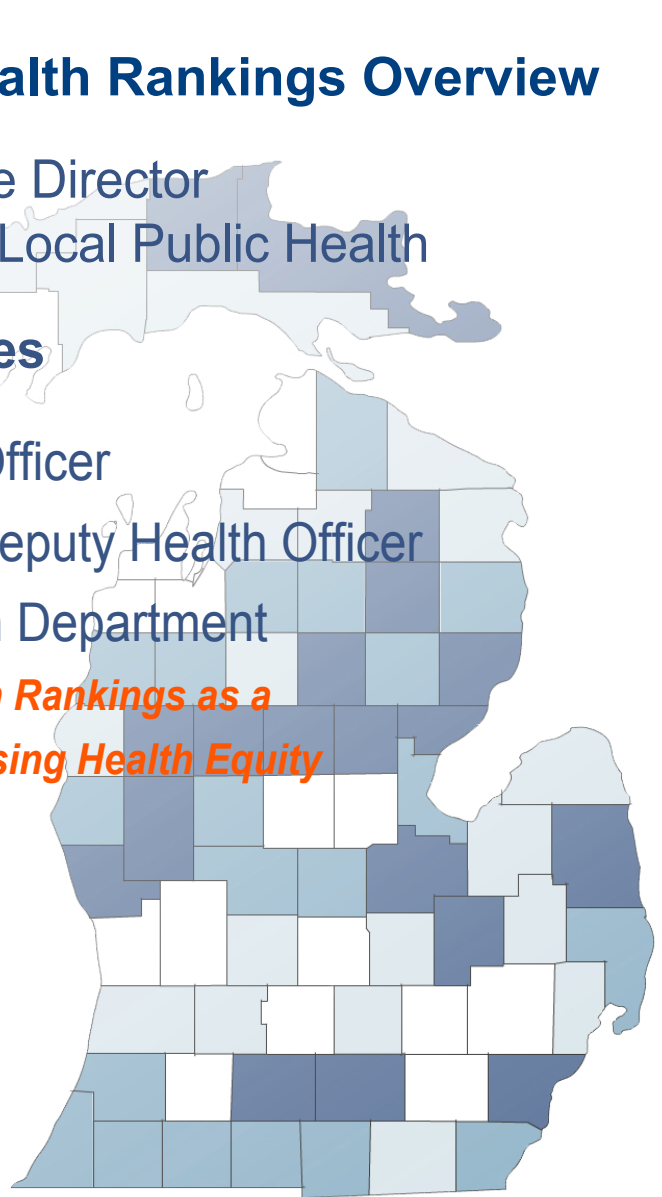 alth Rankings Overview
e Director
Local Public Health
es
Officer
eputy Health Officer
n Department
n Rankings as a
sing Health Equity